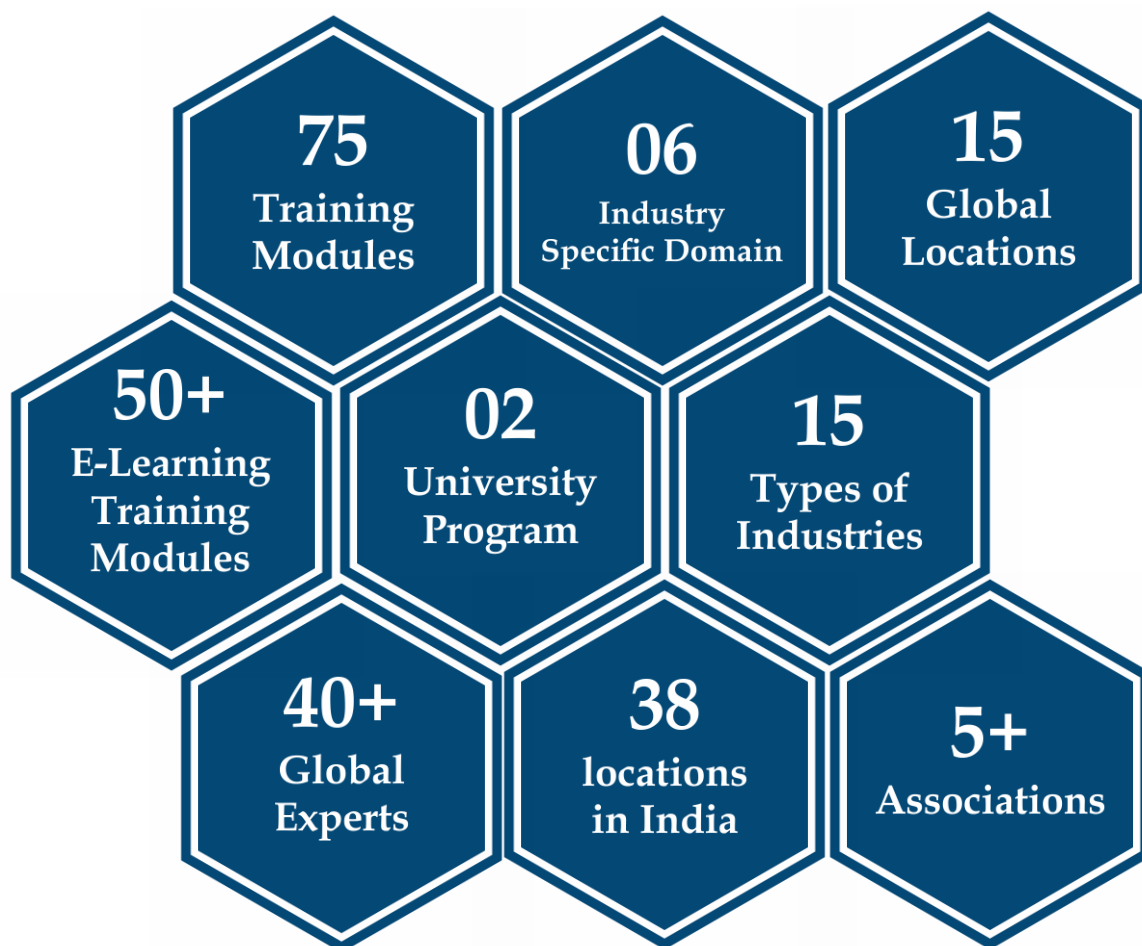 75
Training
Modules
06
Industry
Specific Domain
15
Global
Locations
50+
E-Learning
Training
Modules
02
University
Program
15
Types of
Industries
40+
Global
Experts
38
locations
in India
5+
Associations